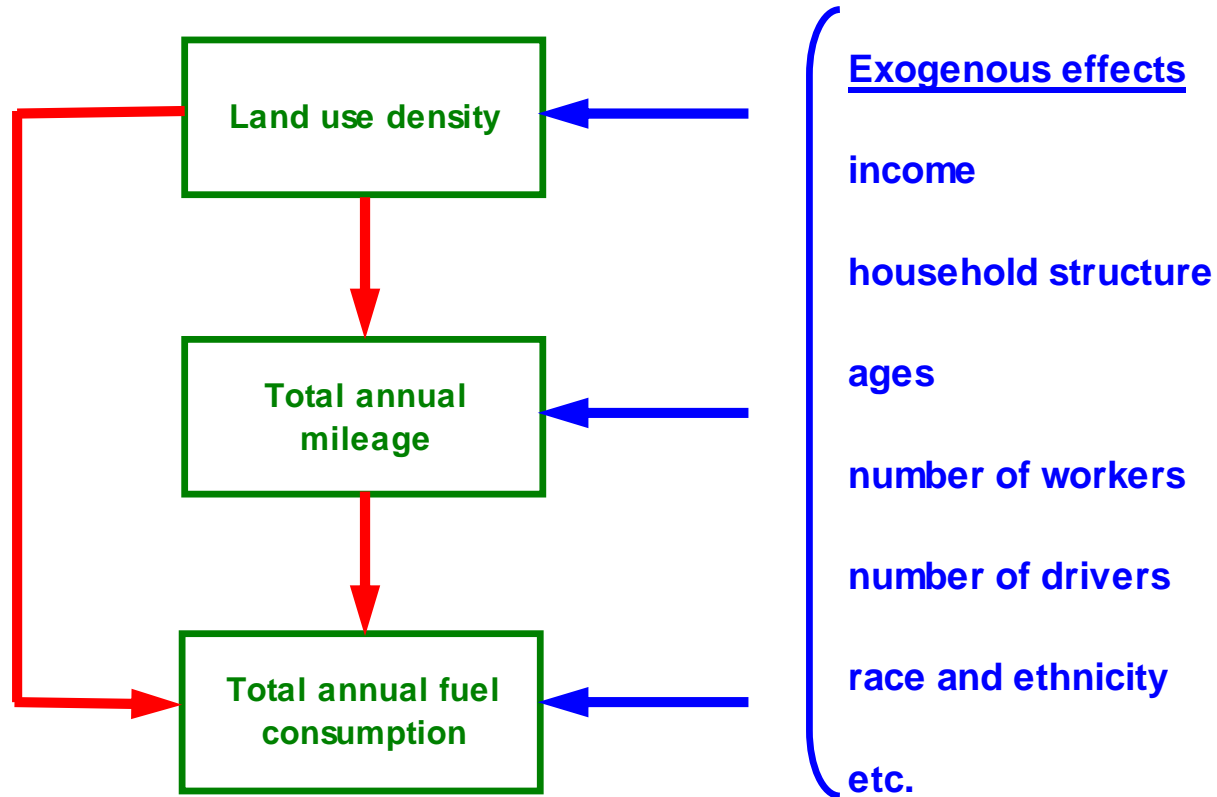 Land use density
Total annual
mileage
Total annual fuel
consumption
Exogenous effects
income
household structure
ages
number of workers
number of drivers
race and ethnicity
etc.